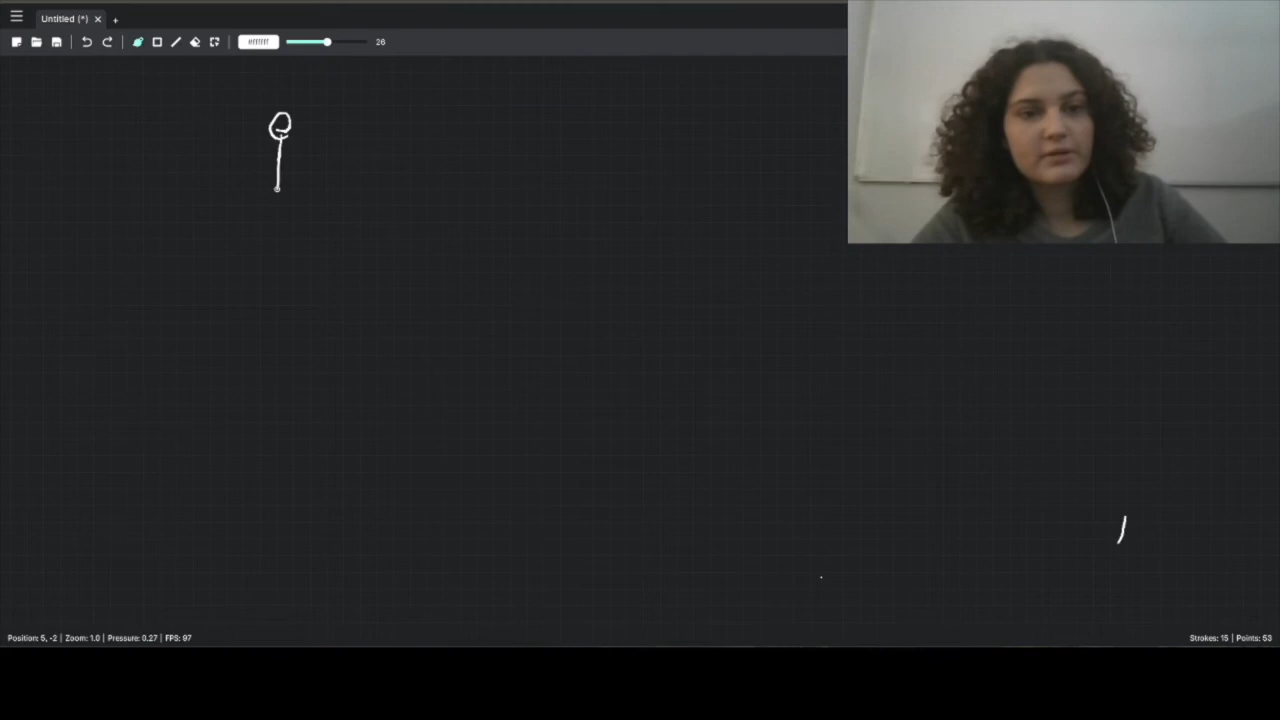 Untitled (*)
#ffffff
26
Position: 5, -2 | Zoom: 1.0 | Pressure: 0.27 | FPS: 97
Strokes: 15 | Points: 53